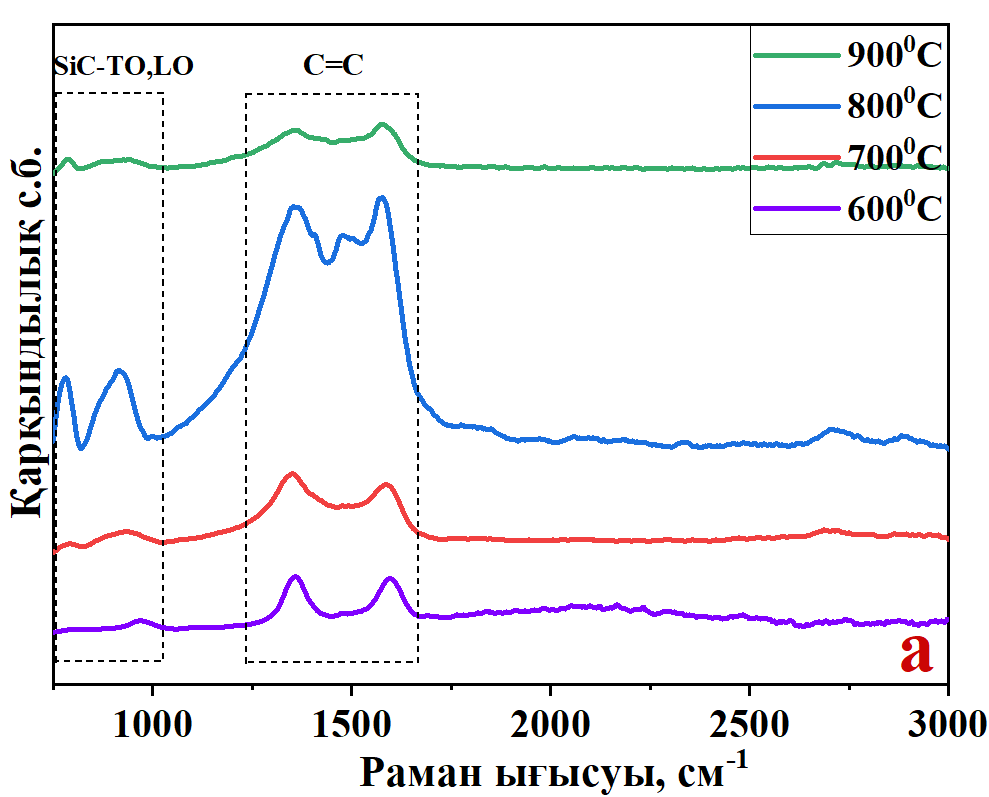 SiC-TO,LO
C=C
900⁰C
800⁰C
700⁰C
600⁰C
Қарқындылық с.б.
а
1000
1500
2000
2500
3000
Раман ығысуы, см⁻¹